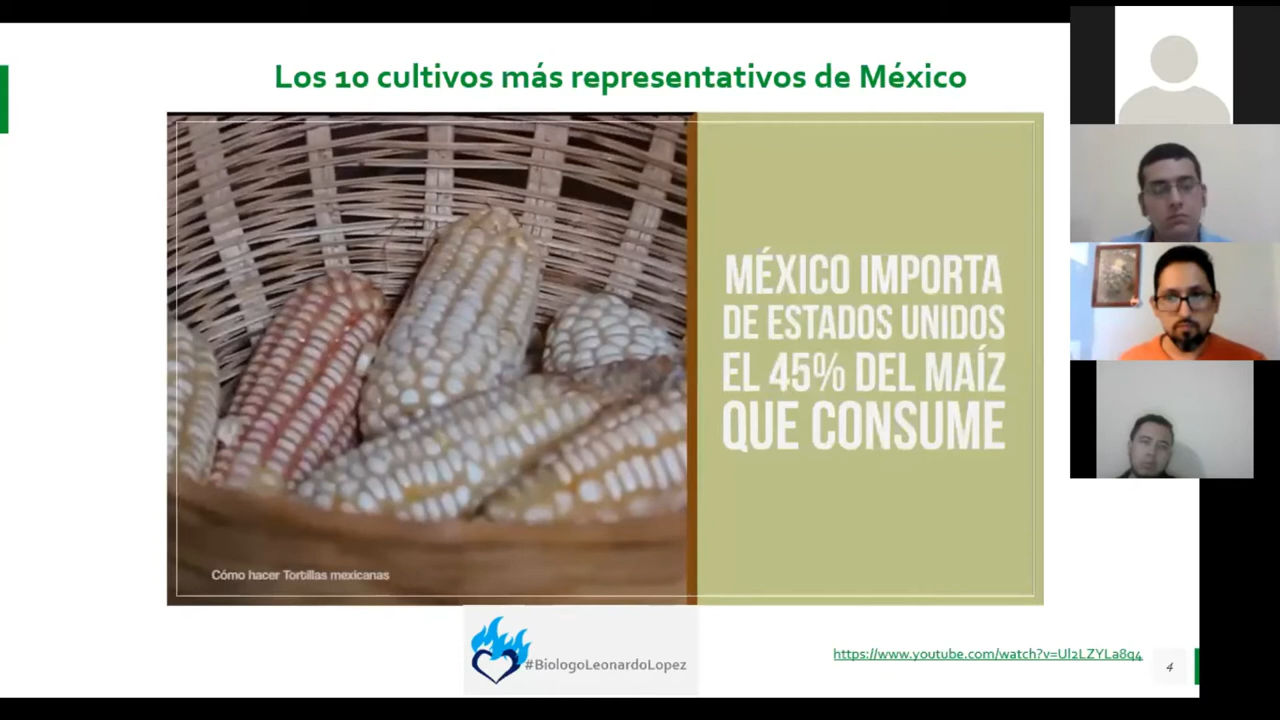 Los 10 cultivos más representativos de México
MÉXICO IMPORTA
DE ESTADOS UNIDOS
EL 45% DEL MAÍZ
QUE CONSUME
Cómo hacer Tortillas mexicanas
#BiologoLeonardoLopez
https://www.youtube.com/watch?v=Ul2LZYLa8q4
4